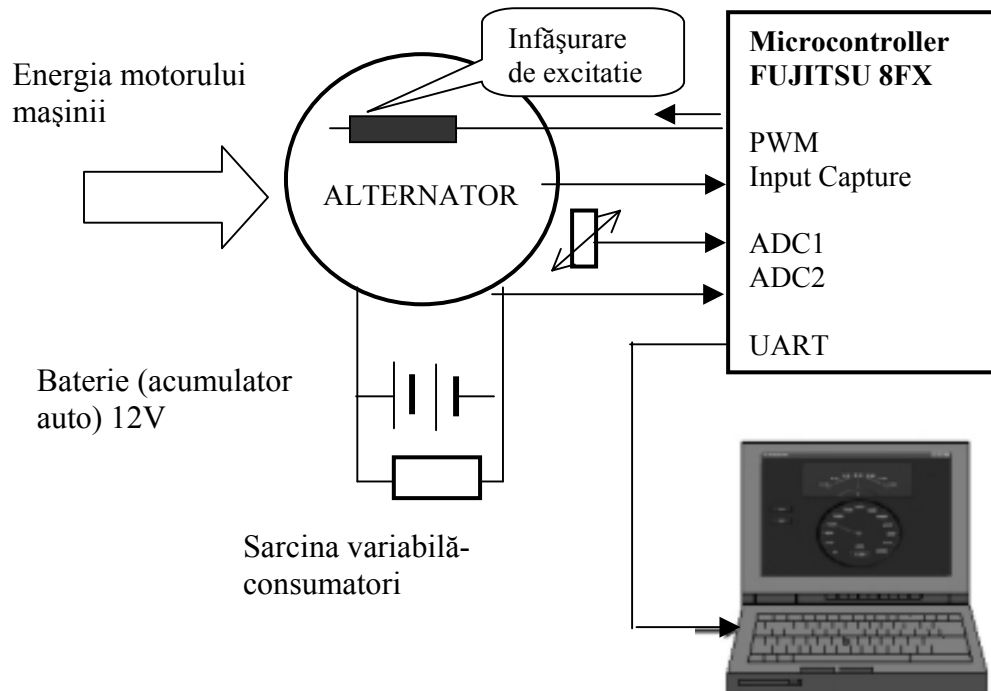 Infăşurare
de excitatie
Microcontroller
FUJITSU 8FX
Energia motorului
maşinii
PWM
Input Capture
ALTERNATOR
ADC1
ADC2
UART
Baterie (acumulator
auto) 12V
Sarcina variabilă-
consumatori